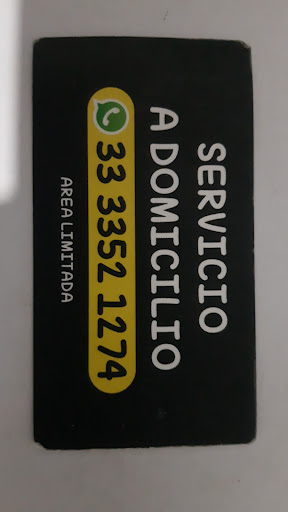 SERVICIO
A DOMICILIO
33 3352 1274
AREA LIMITADA